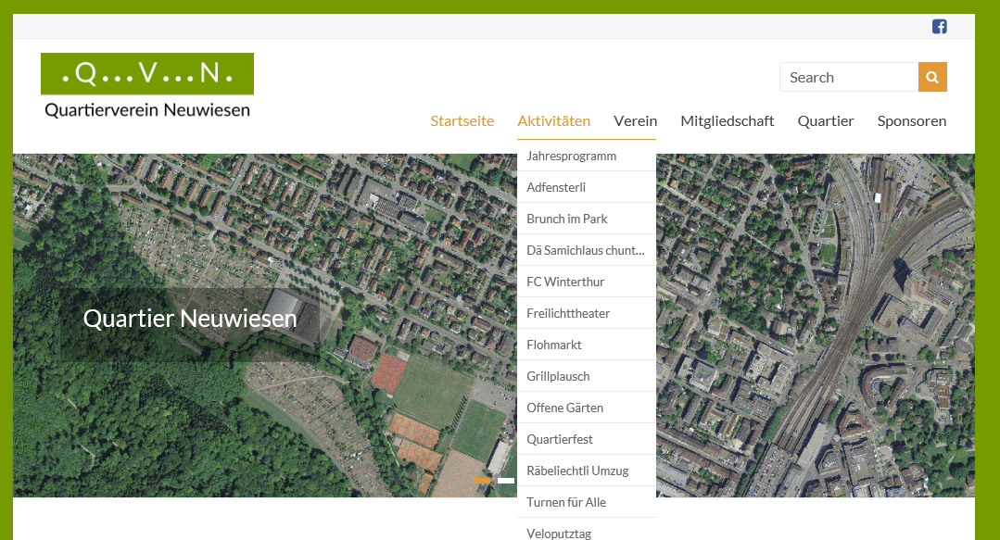 .Q...V...N.
Quartierverein Neuwiesen
Search
Startseite Aktivitäten Verein Mitgliedschaft Quartier Sponsoren
Jahresprogramm
Adfensterli
Brunch im Park
Dä Samichlaus chunt...
FC Winterthur
Freilichttheater
Flohmarkt
Grillplausch
Offene Gärten
Quartierfest
Räbeliechtli Umzug
Turnen für Alle
Veloputztag
Quartier Neuwiesen